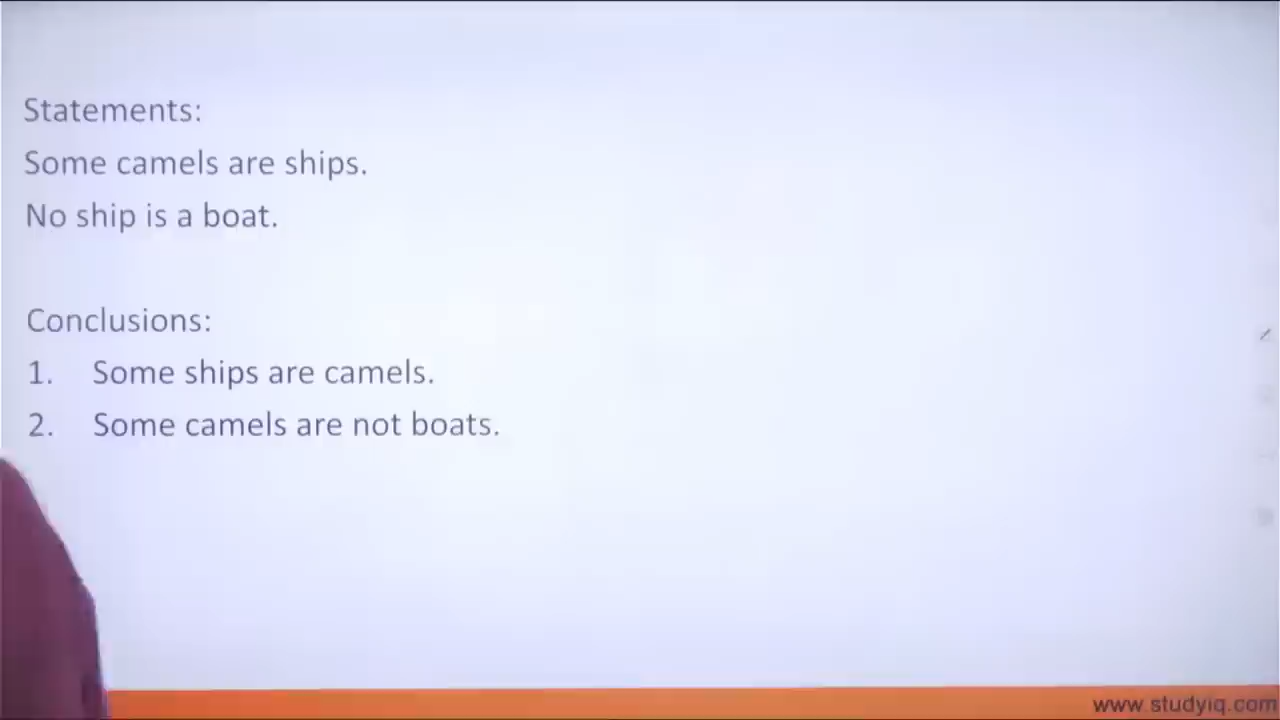 Statements:
Some camels are ships.
No ship is a boat.
Conclusions:
1. Some ships are camels.
2. Some camels are not boats.
www.studyiq.com